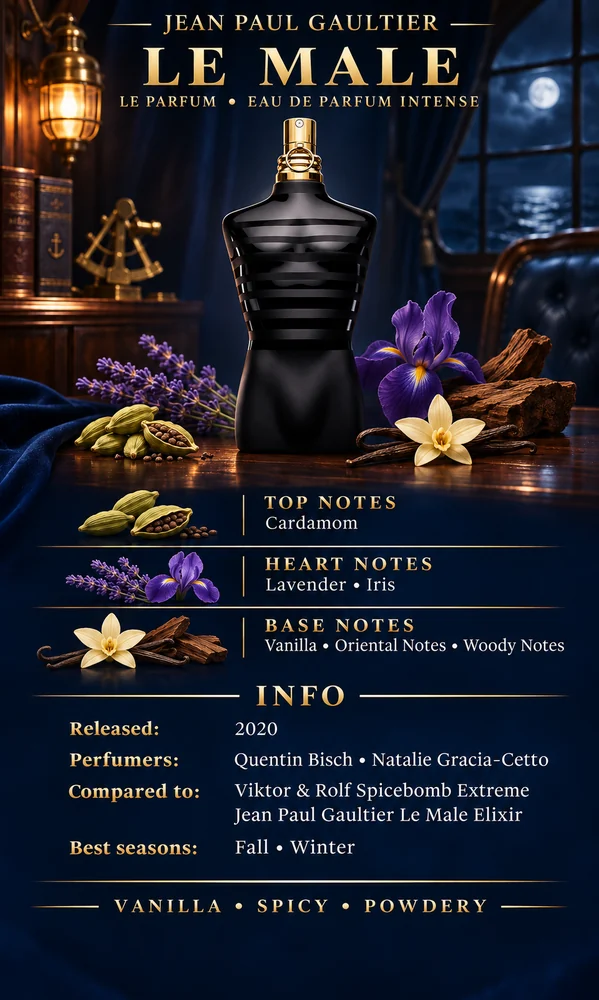 JEAN PAUL GAULTIER
LE MALE
LE PARFUM • EAU DE PARFUM INTENSE
TOP NOTES
Cardamom
HEART NOTES
Lavender • Iris
BASE NOTES
Vanilla • Oriental Notes • Woody Notes
INFO
Released: 2020
Perfumers: Quentin Bisch • Natalie Gracia-Cetto
Compared to: Viktor & Rolf Spicebomb Extreme
Jean Paul Gaultier Le Male Elixir
Best seasons: Fall • Winter
VANILLA • SPICY • POWDERY